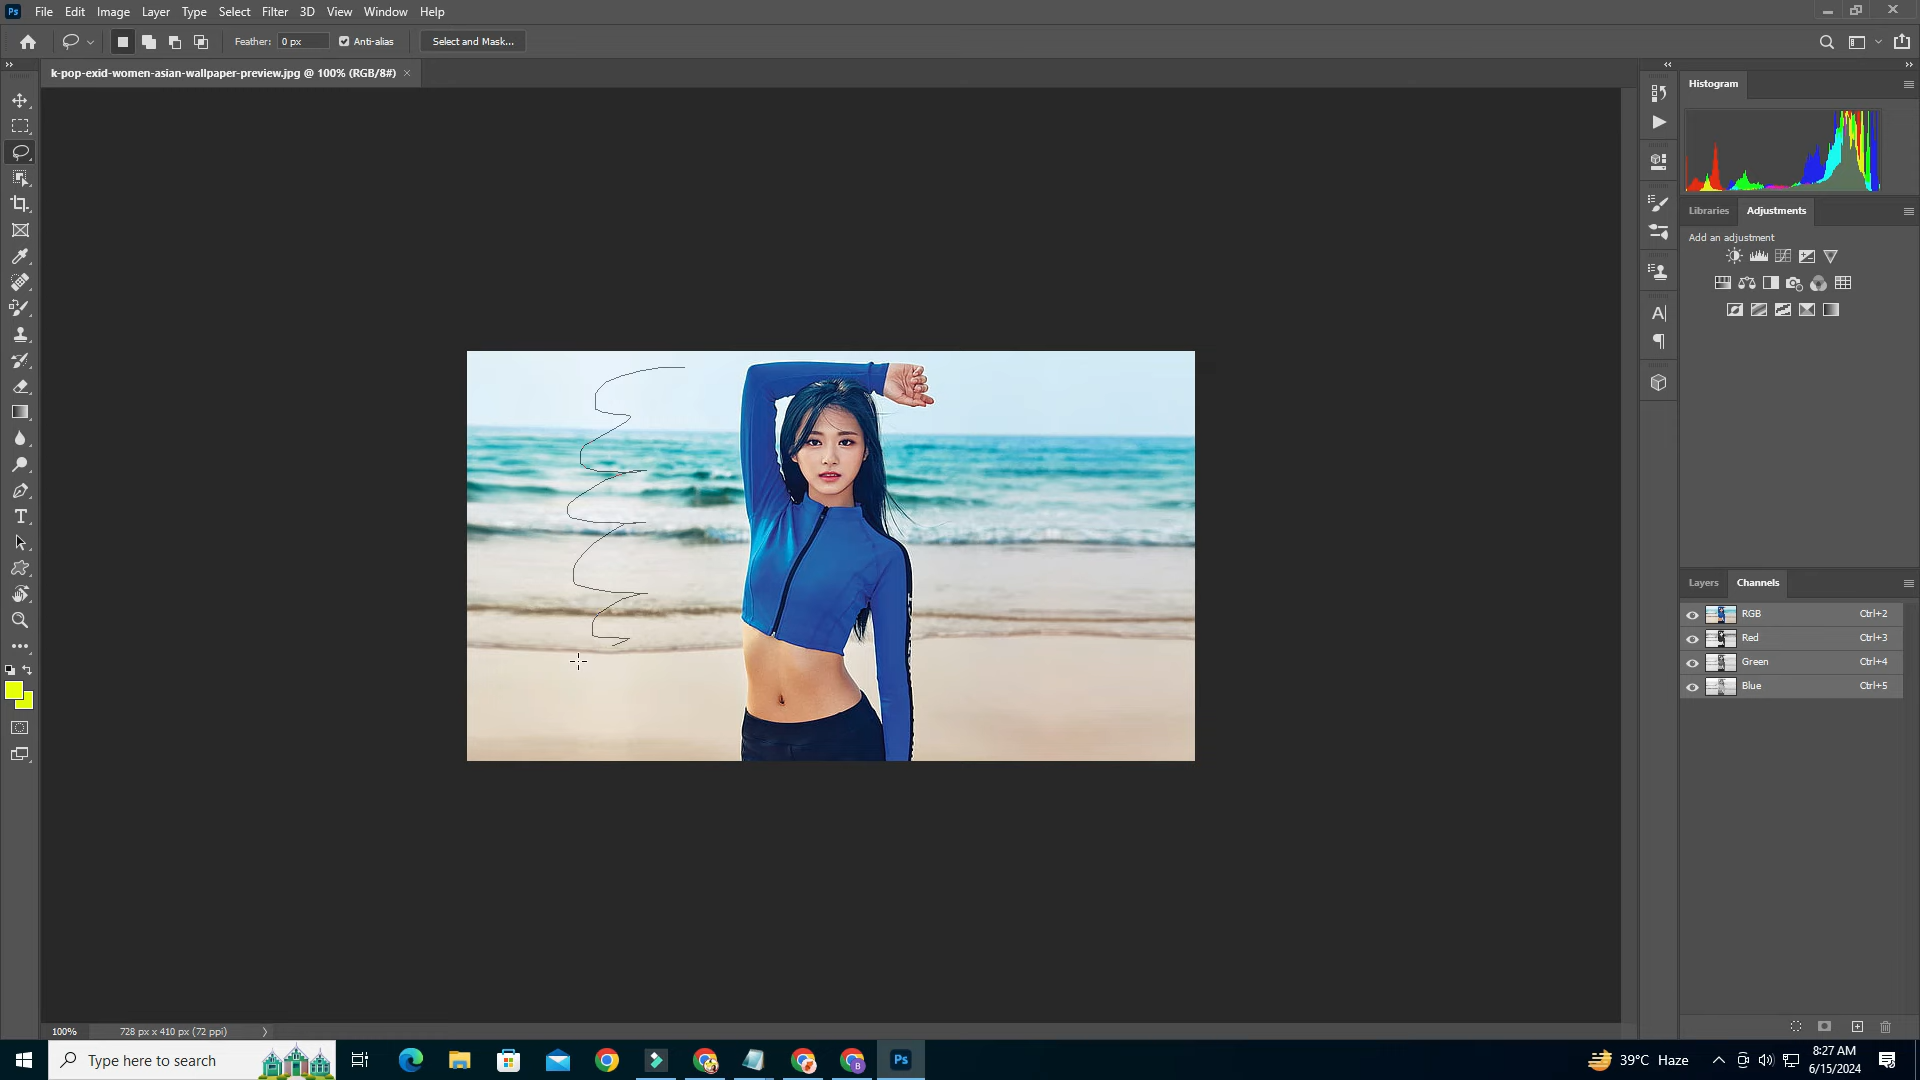 Ps File Edit Image Layer Type Select Filter 3D View Window Help
Feather: 0 px Anti-alias Select and Mask...
k-pop-exid-women-asian-wallpaper-preview.jpg @ 100% (RGB/8#) ×
Histogram
Libraries Adjustments
Add an adjustment
Layers Channels
RGB Ctrl+2
Red Ctrl+3
Green Ctrl+4
Blue Ctrl+5
100% 728 px x 410 px (72 ppi)
Type here to search
Ps
39°C Haze
8:27 AM
6/15/2024